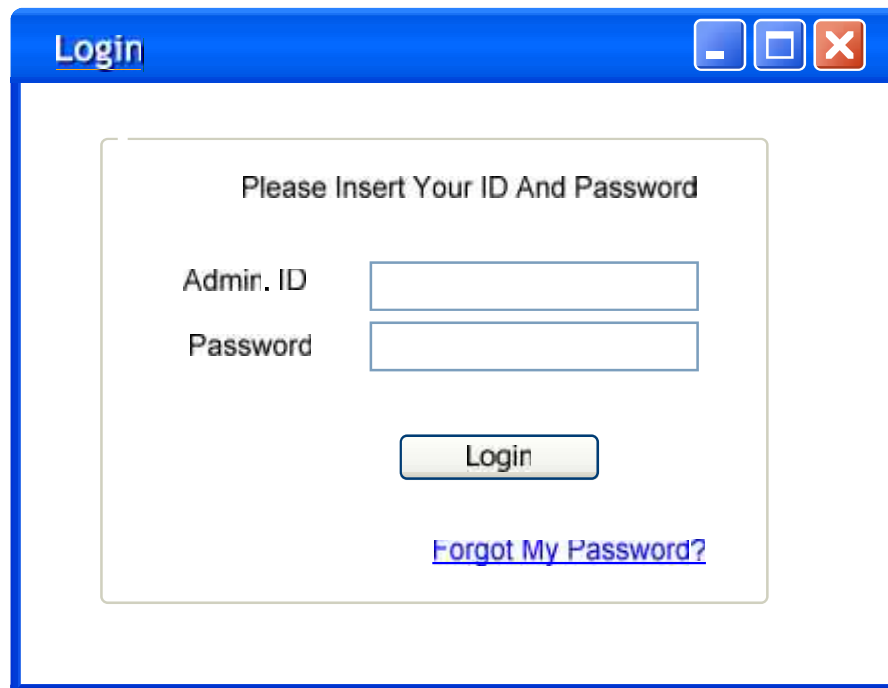 Login
Please Insert Your ID And Password
Admin. ID
Password
Login
Forgot My Password?